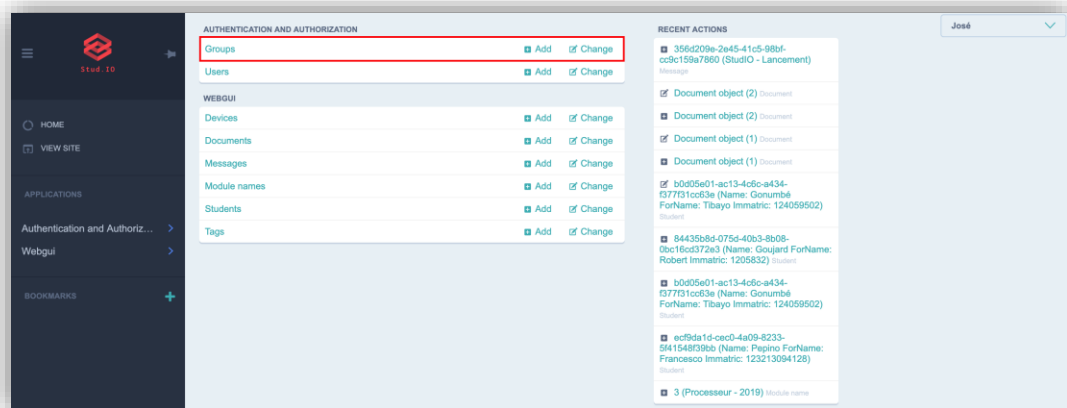 Stud.IO
HOME
VIEW SITE
APPLICATIONS
Authentication and Authoriz...
Webgui
BOOKMARKS
AUTHENTICATION AND AUTHORIZATION
Groups Add Change
Users Add Change
WEBGUI
Devices Add Change
Documents Add Change
Messages Add Change
Module names Add Change
Students Add Change
Tags Add Change
RECENT ACTIONS
356d209e-2e45-41c5-98bf-
cc9c159a7860 (StudIO - Lancement)
Message
Document object (2) Document
Document object (2) Document
Document object (1) Document
Document object (1) Document
b0d05e01-ac13-4c6c-a434-
f377f31cc63e (Name: Gonumbé
ForName: Tibayo Immatric: 124059502)
Student
84435b8d-075d-40b3-8b08-
0bc16cd372e3 (Name: Goujard ForName:
Robert Immatric: 1205832) Student
b0d05e01-ac13-4c6c-a434-
f377f31cc63e (Name: Gonumbé
ForName: Tibayo Immatric: 124059502)
Student
ecf9da1d-cec0-4a09-8233-
5f41548f39bb (Name: Pepino ForName:
Francesco Immatric: 123213094128)
Student
3 (Processeur - 2019) Module name
José